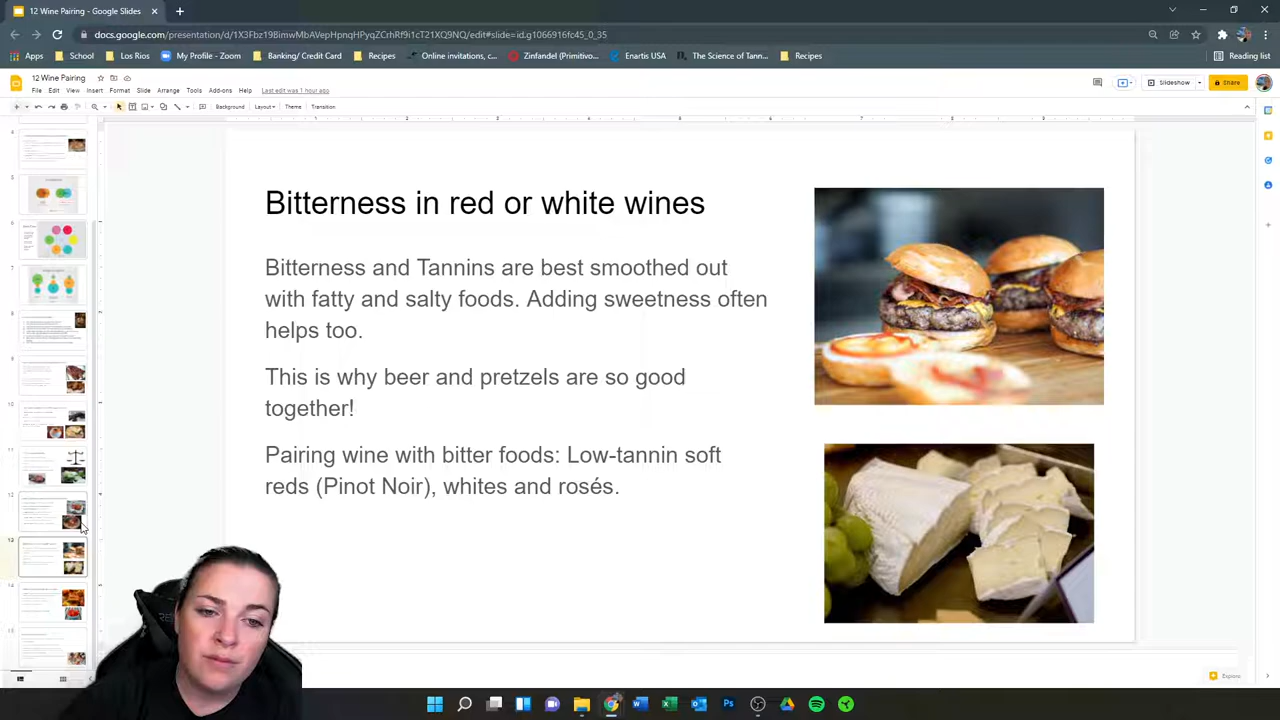 12 Wine Pairing - Google Slides
docs.google.com/presentation/d/1X3Fbz19BimwMbAVepHpnqHPyqZCrhRf9i1cT21XQ9NQ/edit#slide=id.g1066916fc45_0_35
Apps School Los Rios My Profile - Zoom Banking/ Credit Card Recipes Online invitations, c... Zinfandel (Primitivo... Enartis USA The Science of Tann... Recipes Reading list
12 Wine Pairing
File Edit View Insert Format Slide Arrange Tools Add-ons Help Last edit was 1 hour ago
Slideshow Share
Background Layout Theme Transition
Bitterness in red or white wines
Bitterness and Tannins are best smoothed out
with fatty and salty foods. Adding sweetness often
helps too.
This is why beer and pretzels are so good
together!
Pairing wine with bitter foods: Low-tannin soft
reds (Pinot Noir), whites and rosés.
Explore